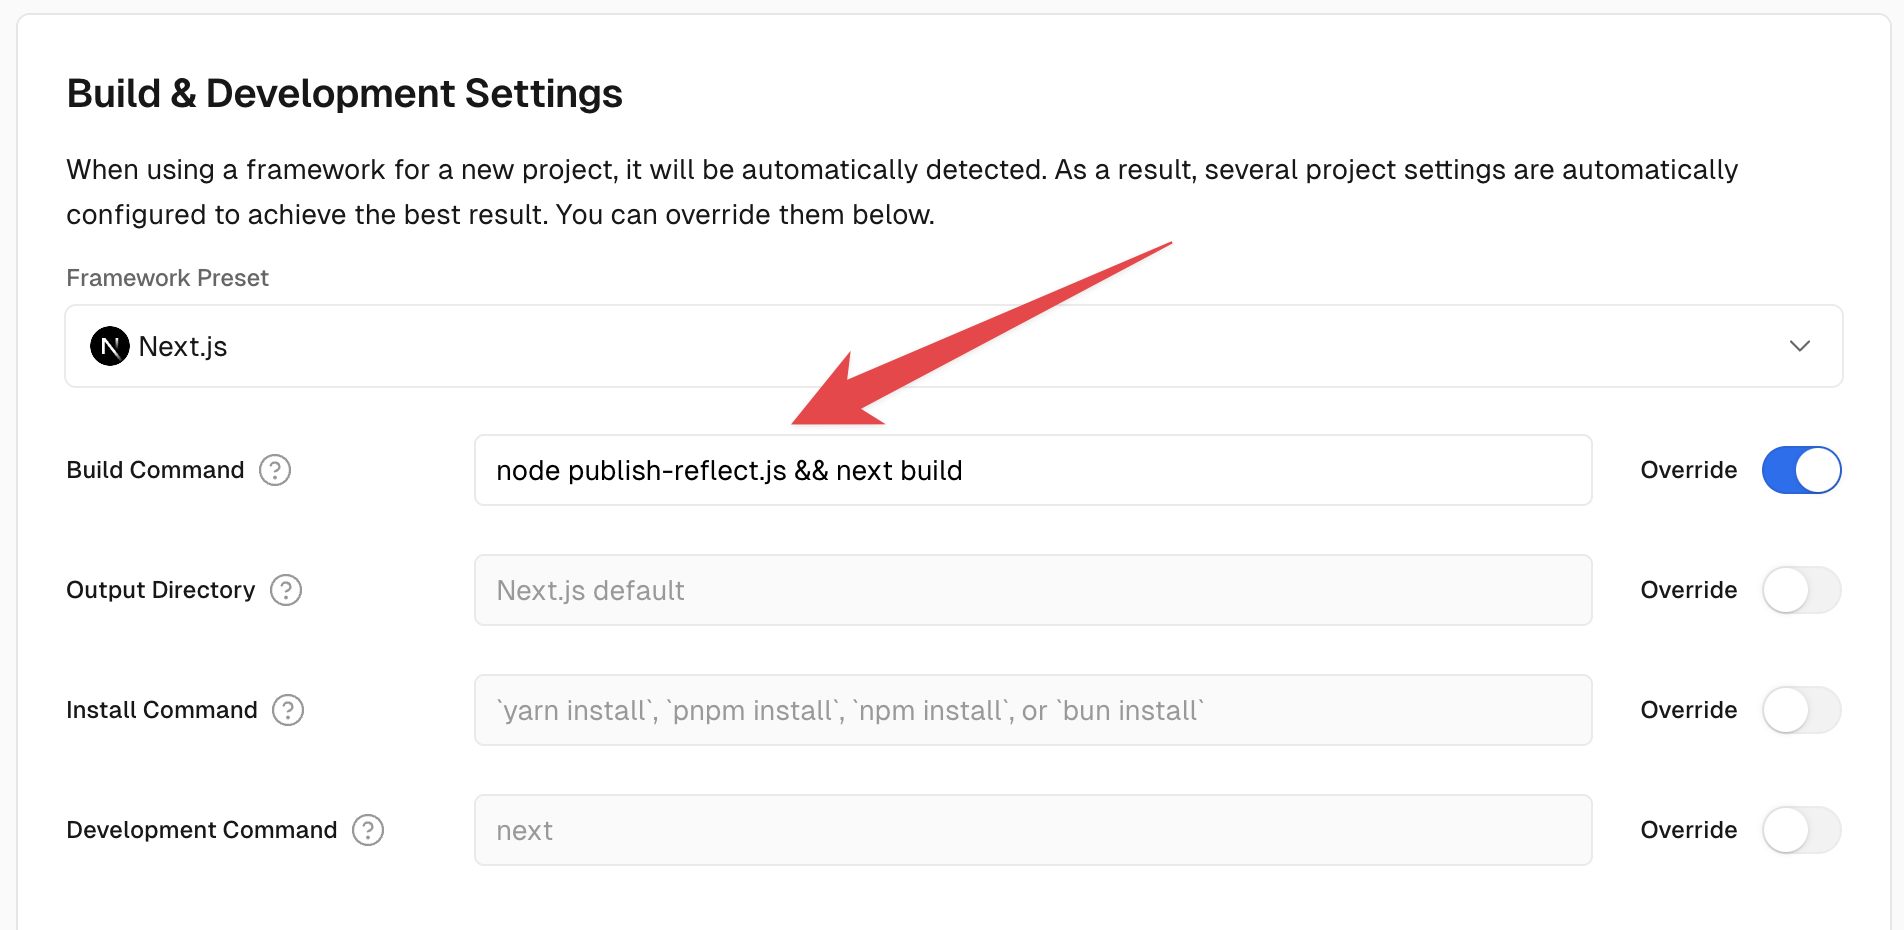 Build & Development Settings
When using a framework for a new project, it will be automatically detected. As a result, several project settings are automatically
configured to achieve the best result. You can override them below.
Framework Preset
N Next.js
Build Command ? node publish-reflect.js && next build Override
Output Directory ? Next.js default Override
Install Command ? `yarn install`, `pnpm install`, `npm install`, or `bun install` Override
Development Command ? next Override